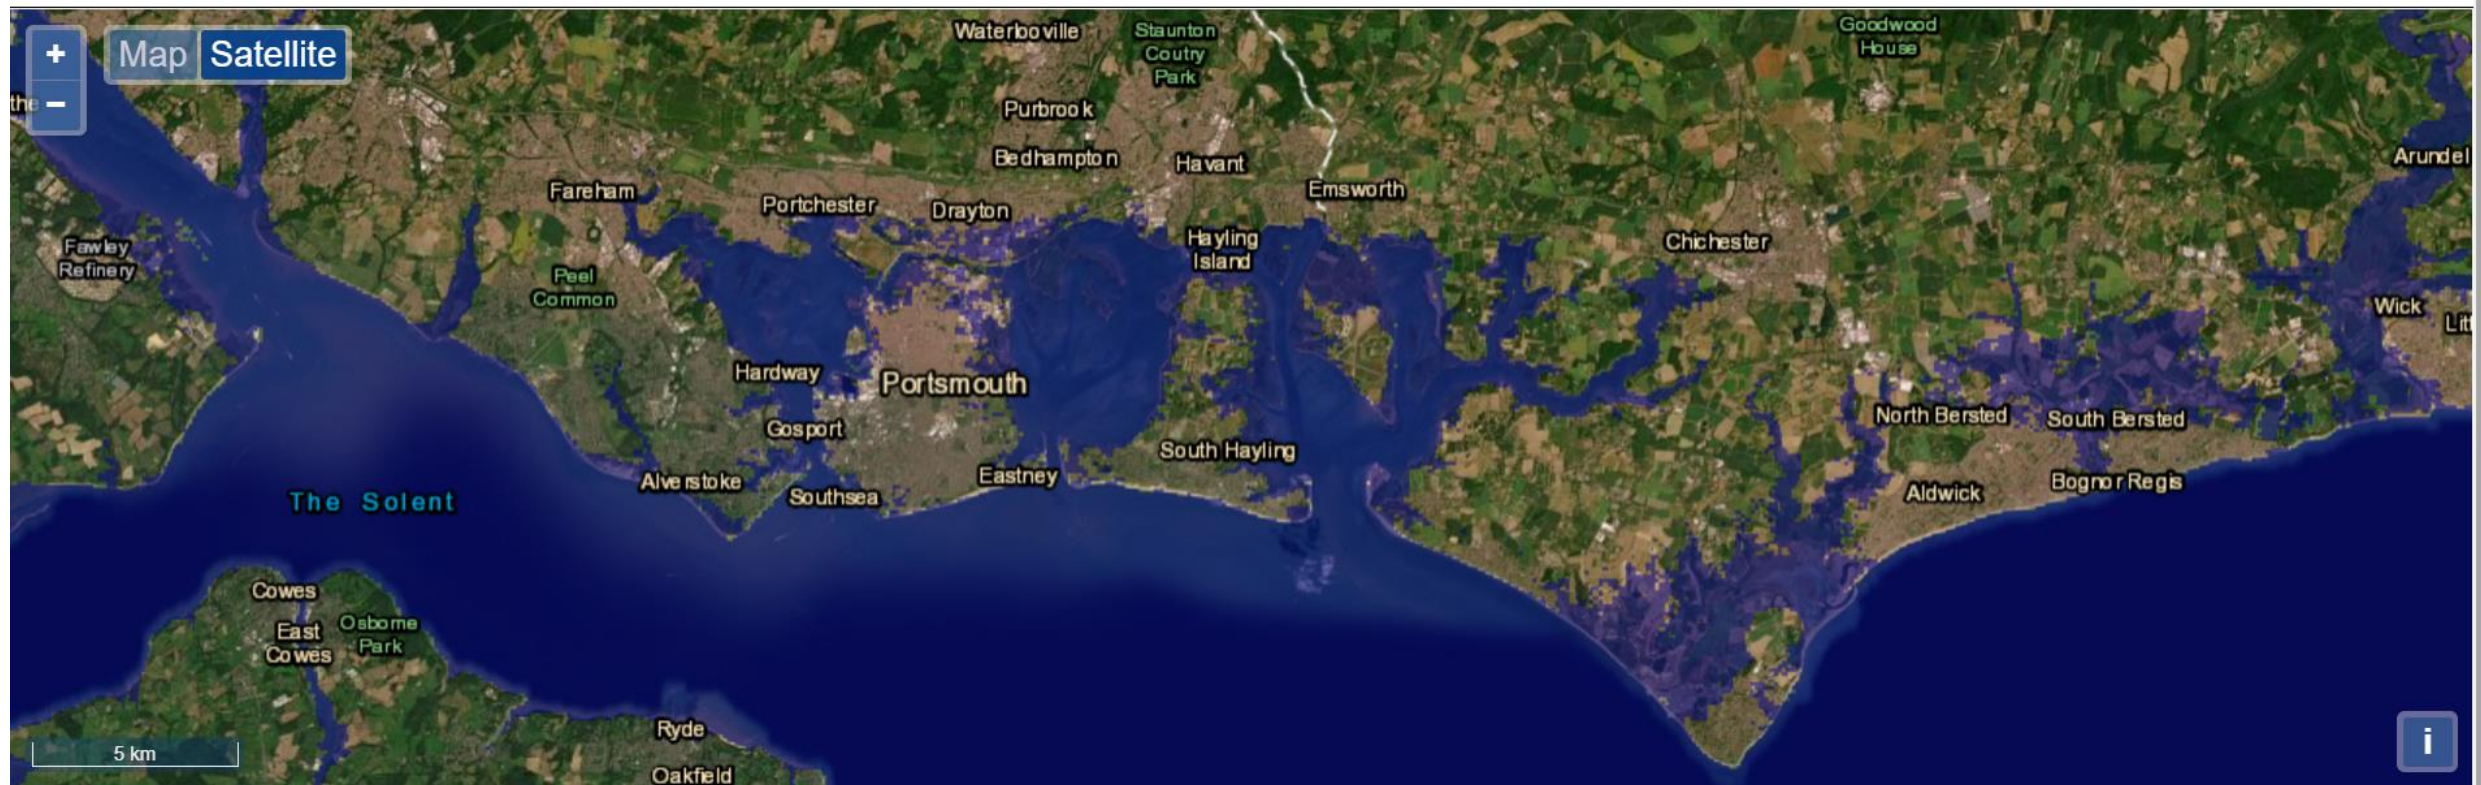 +
Map Satellite
−
the
Waterlooville
Staunton
Coutry
Park
Goodwood
House
Purbrook
Bedhampton
Havant
Arundel
Fareham
Emsworth
Portchester
Drayton
Fawley
Refinery
Hayling
Island
Chichester
Peel
Common
Wick
Litt
Hardway
Portsmouth
North Bersted
South Bersted
Gosport
South Hayling
Alverstoke
Eastney
Southsea
Aldwick
Bognor Regis
The Solent
Cowes
East
Cowes
Osborne
Park
Ryde
Oakfield
5 km
i